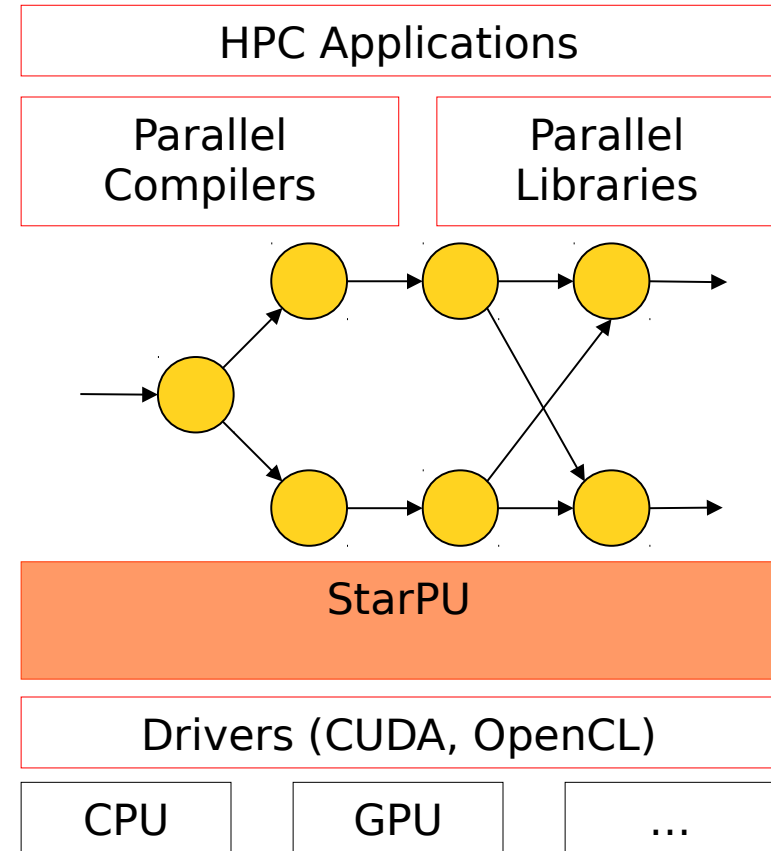 HPC Applications
Parallel
Compilers
Parallel
Libraries
StarPU
Drivers (CUDA, OpenCL)
CPU
GPU
...